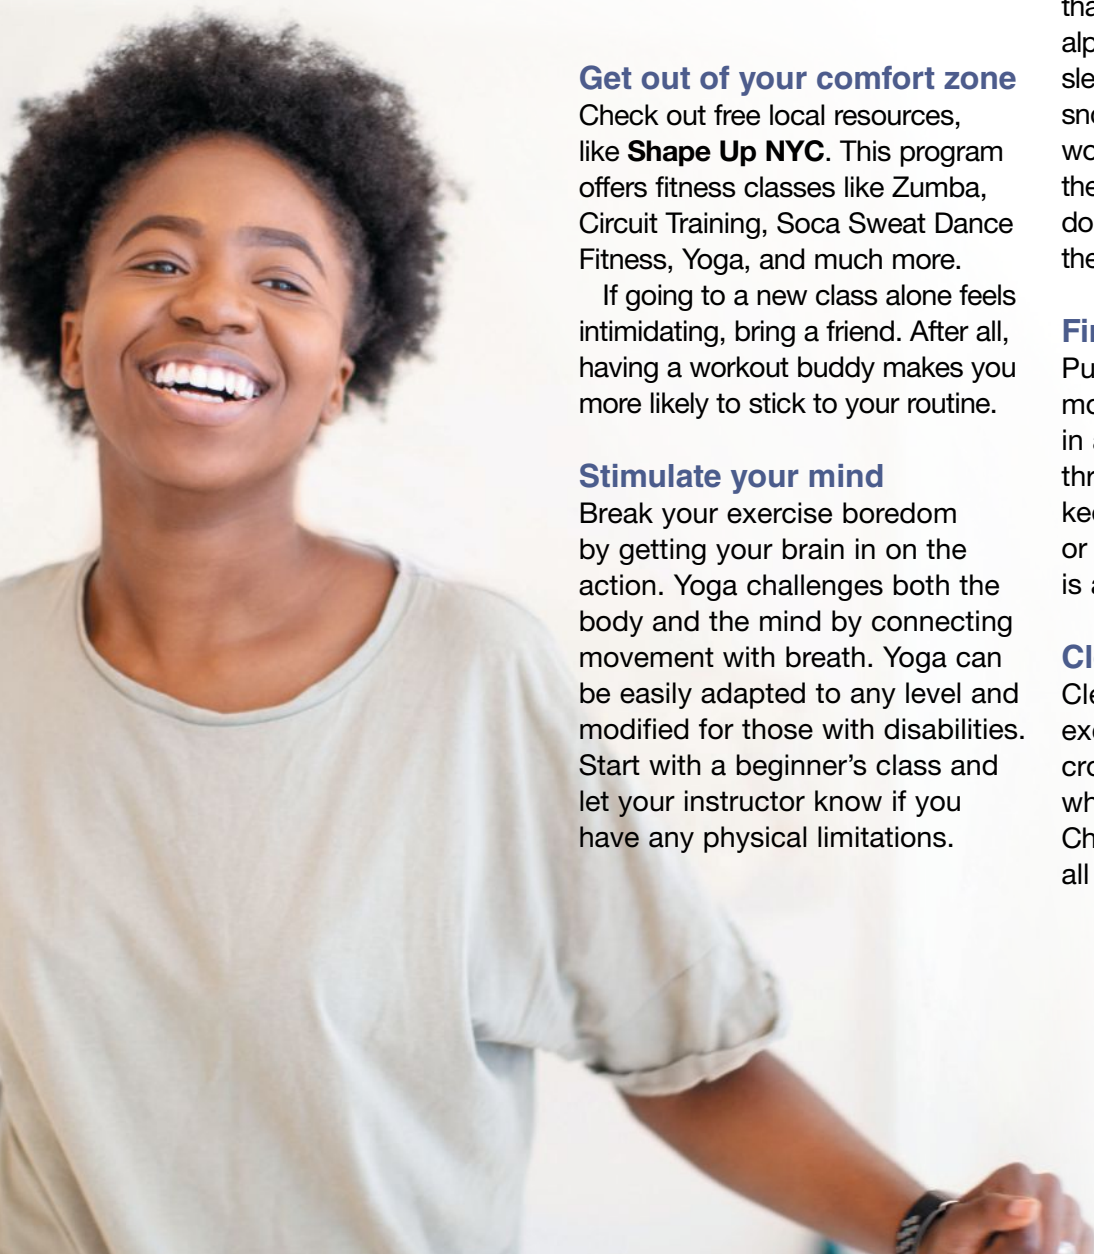 Get out of your comfort zone
Check out free local resources,
like Shape Up NYC. This program
offers fitness classes like Zumba,
Circuit Training, Soca Sweat Dance
Fitness, Yoga, and much more.
If going to a new class alone feels
intimidating, bring a friend. After all,
having a workout buddy makes you
more likely to stick to your routine.
Stimulate your mind
Break your exercise boredom
by getting your brain in on the
action. Yoga challenges both the
body and the mind by connecting
movement with breath. Yoga can
be easily adapted to any level and
modified for those with disabilities.
Start with a beginner’s class and
let your instructor know if you
have any physical limitations.
or
is
all